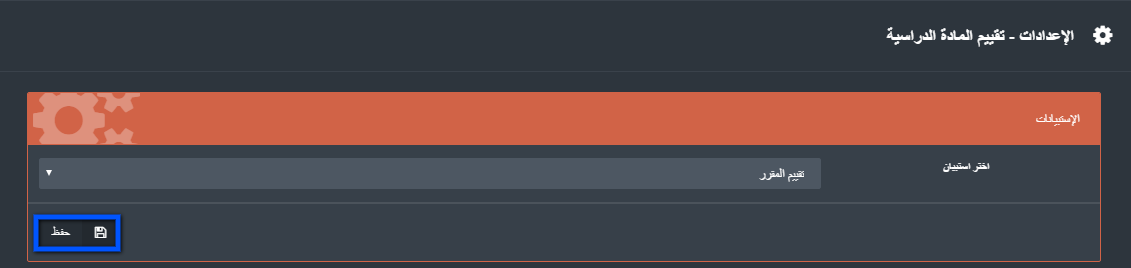 الإعدادات - تقييم المادة الدراسية
الإستبيانات
اختر استبيان
تقييم المقرر
حفظ